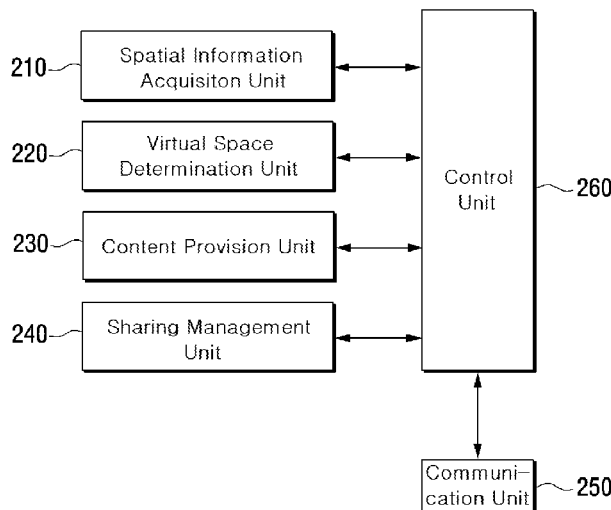 210
Spatial Information
Acquisiton Unit
220
Virtual Space
Determination Unit
230
Content Provision Unit
240
Sharing Management
Unit
Control
Unit
260
Communi-
cation Unit
250